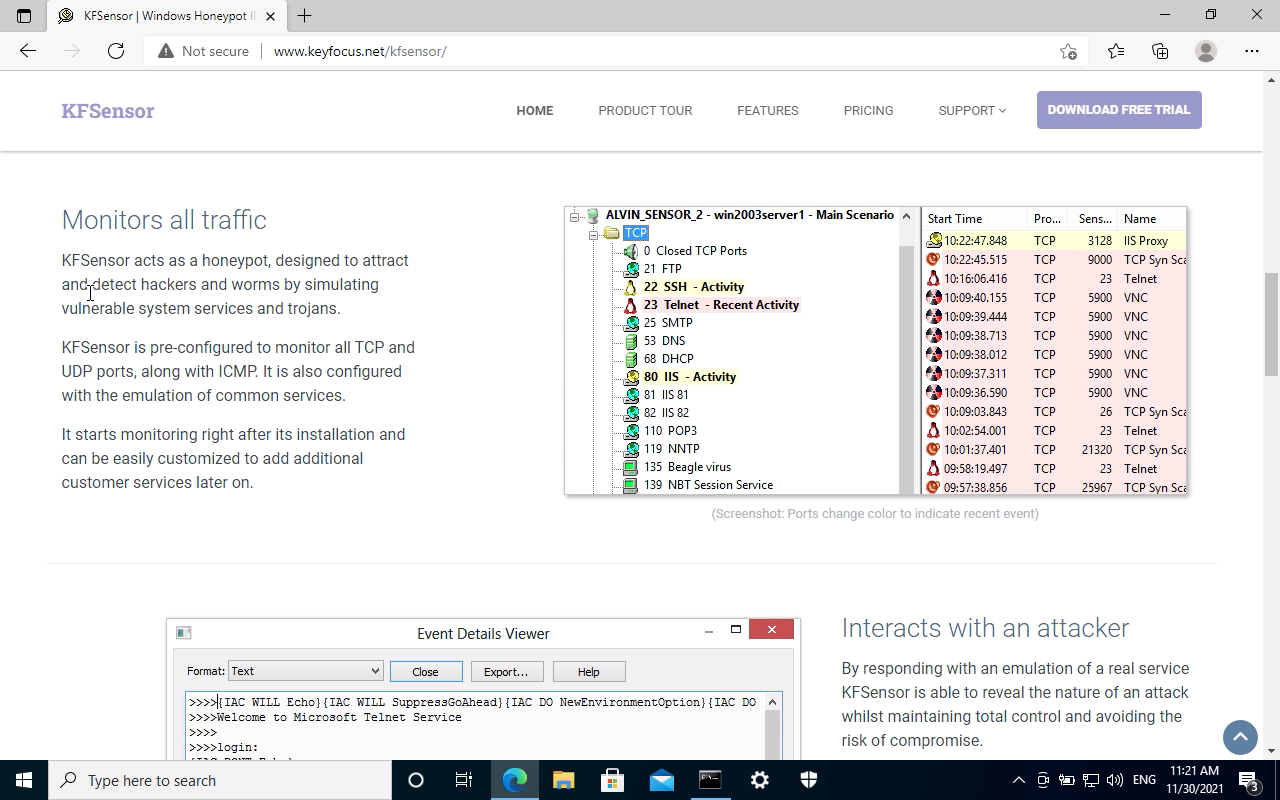 KFSensor | Windows Honeypot ID
Not secure
www.keyfocus.net/kfsensor/
KFSensor
HOME
PRODUCT TOUR
FEATURES
PRICING
SUPPORT
DOWNLOAD FREE TRIAL
Monitors all traffic
KFSensor acts as a honeypot, designed to attract
and detect hackers and worms by simulating
vulnerable system services and trojans.
KFSensor is pre-configured to monitor all TCP and
UDP ports, along with ICMP. It is also configured
with the emulation of common services.
It starts monitoring right after its installation and
can be easily customized to add additional
customer services later on.
ALVIN_SENSOR_2 - win2003server1 - Main Scenario
TCP
0 Closed TCP Ports
21 FTP
22 SSH - Activity
23 Telnet - Recent Activity
25 SMTP
53 DNS
68 DHCP
80 IIS - Activity
81 IIS 81
82 IIS 82
110 POP3
119 NNTP
135 Beagle virus
139 NBT Session Service
Start Time Pro... Sens... Name
10:22:47.848 TCP 3128 IIS Proxy
10:22:45.515 TCP 9000 TCP Syn Sca
10:16:06.416 TCP 23 Telnet
10:09:40.155 TCP 5900 VNC
10:09:39.444 TCP 5900 VNC
10:09:38.713 TCP 5900 VNC
10:09:38.012 TCP 5900 VNC
10:09:37.311 TCP 5900 VNC
10:09:36.590 TCP 5900 VNC
10:09:03.843 TCP 26 TCP Syn Sca
10:02:54.001 TCP 23 Telnet
10:01:37.401 TCP 21320 TCP Syn Sca
09:58:19.497 TCP 23 Telnet
09:57:38.856 TCP 25967 TCP Syn Sca
(Screenshot: Ports change color to indicate recent event)
Event Details Viewer
Format: Text
Close
Export...
Help
>>>>{IAC WILL Echo}{IAC WILL SuppressGoAhead}{IAC DO NewEnvironmentOption}{IAC DO
>>>>Welcome to Microsoft Telnet Service
>>>>
>>>>login:
Interacts with an attacker
By responding with an emulation of a real service
KFSensor is able to reveal the nature of an attack
whilst maintaining total control and avoiding the
risk of compromise.
Type here to search
ENG
11:21 AM
11/30/2021
3